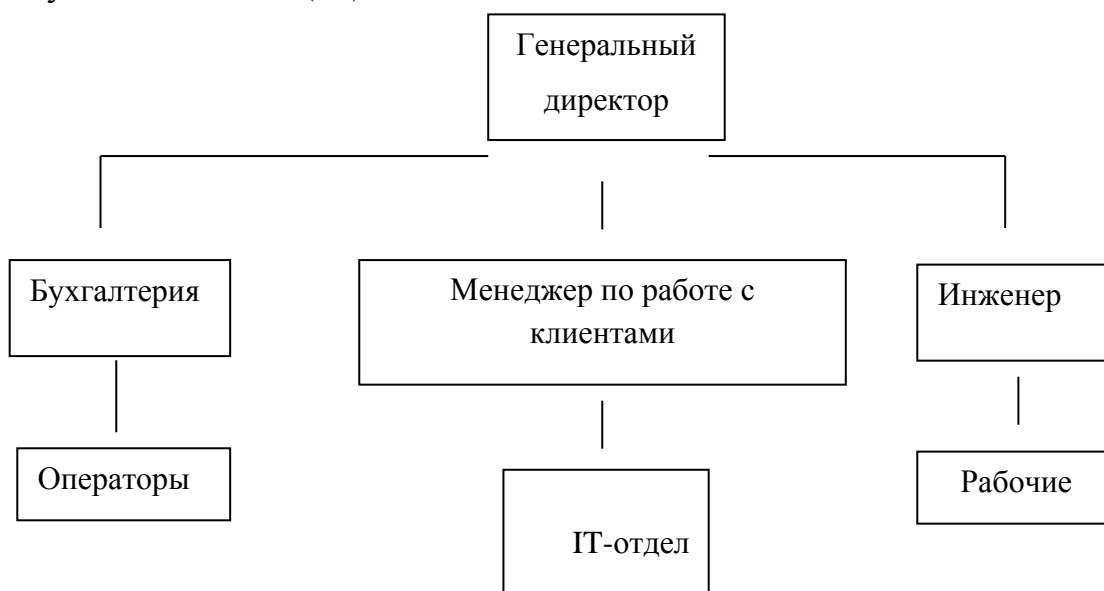 Генеральный
директор
Бухгалтерия
Менеджер по работе с
клиентами
Инженер
Операторы
IT-отдел
Рабочие